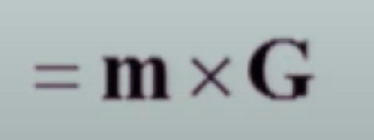 = m × G